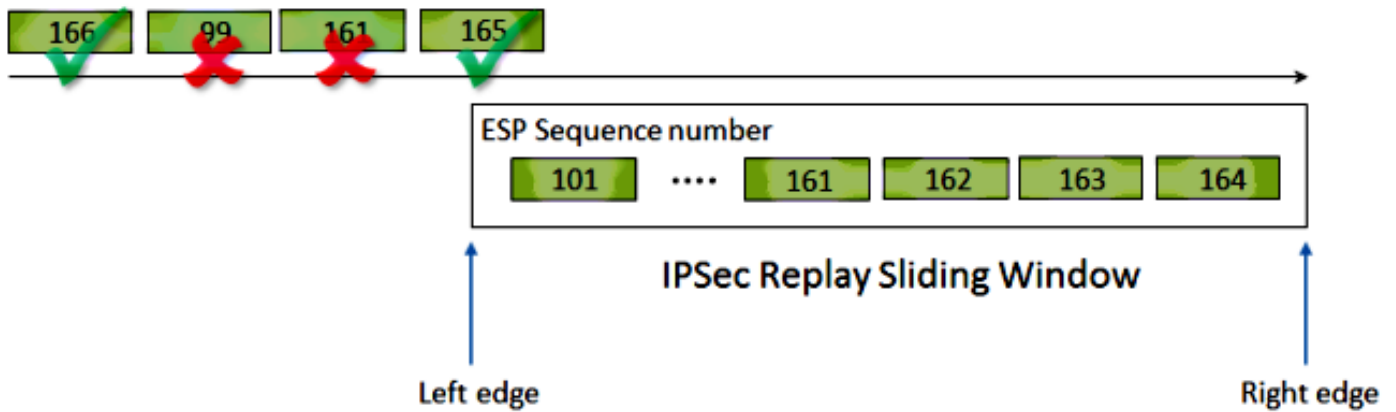 166 99 161 165
ESP Sequence number
101 .... 161 162 163 164
IPSec Replay Sliding Window
Left edge Right edge